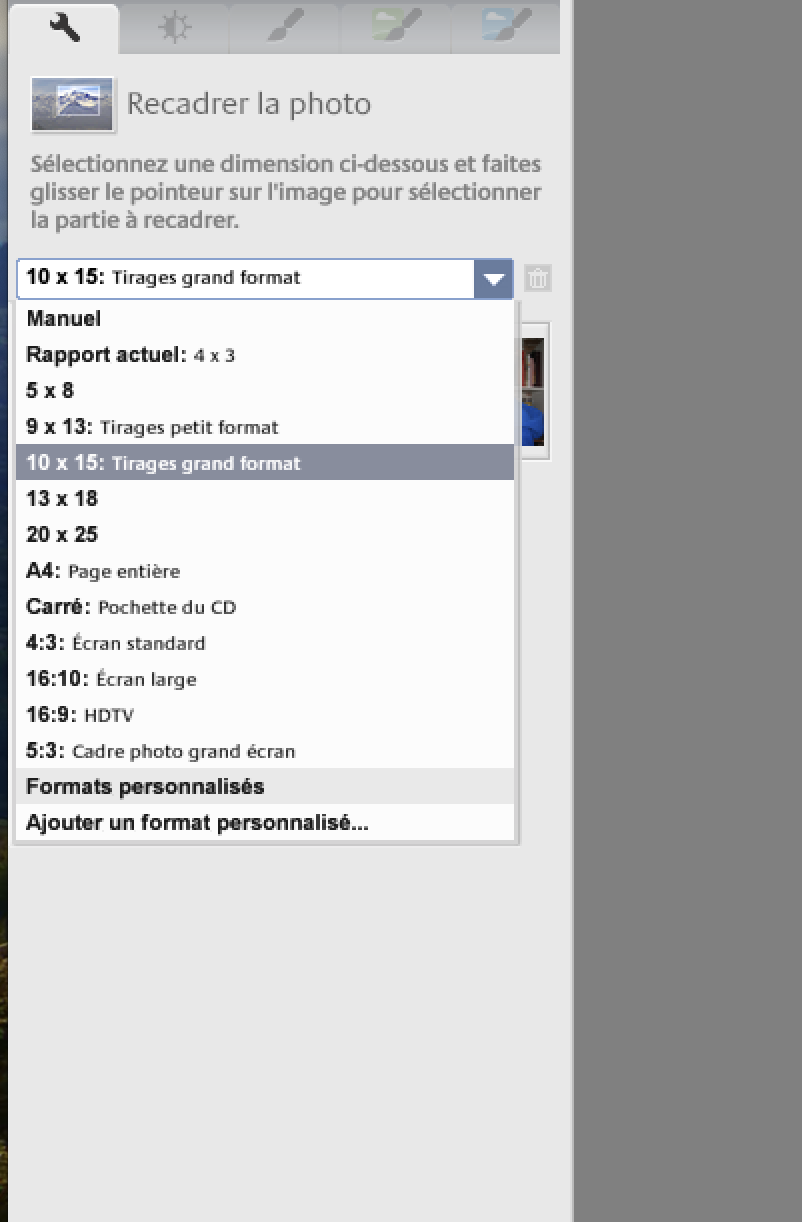 Recadrer la photo
Sélectionnez une dimension ci-dessous et faites
glisser le pointeur sur l'image pour sélectionner
la partie à recadrer.
10 x 15: Tirages grand format
Manuel
Rapport actuel: 4 x 3
5 x 8
9 x 13: Tirages petit format
10 x 15: Tirages grand format
13 x 18
20 x 25
A4: Page entière
Carré: Pochette du CD
4:3: Écran standard
16:10: Écran large
16:9: HDTV
5:3: Cadre photo grand écran
Formats personnalisés
Ajouter un format personnalisé...